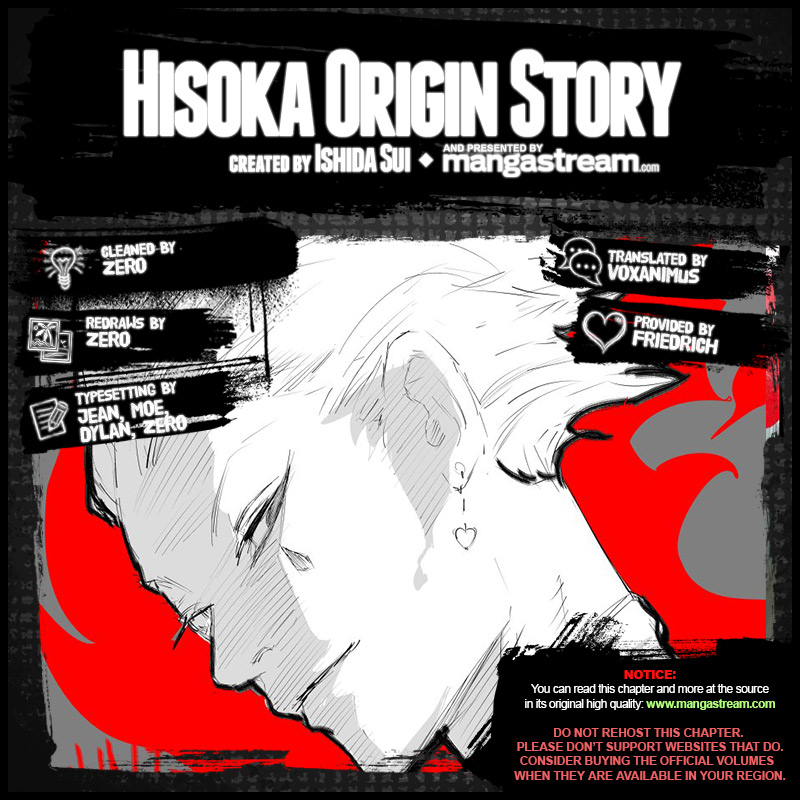 HISOKA ORIGIN STORY
CREATED BY ISHIDA SUI ◆ AND PRESENTED BY mangastream.com
CLEANED BY
ZERO
REDRAWS BY
ZERO
TYPESETTING BY
JEAN, MOE,
DYLAN, ZERO
TRANSLATED BY
VOXANIMUS
PROVIDED BY
FRIEDRICH
NOTICE:
You can read this chapter and more at the source
in its original high quality: www.mangastream.com
DO NOT REHOST THIS CHAPTER.
PLEASE DON'T SUPPORT WEBSITES THAT DO.
CONSIDER BUYING THE OFFICIAL VOLUMES
WHEN THEY ARE AVAILABLE IN YOUR REGION.